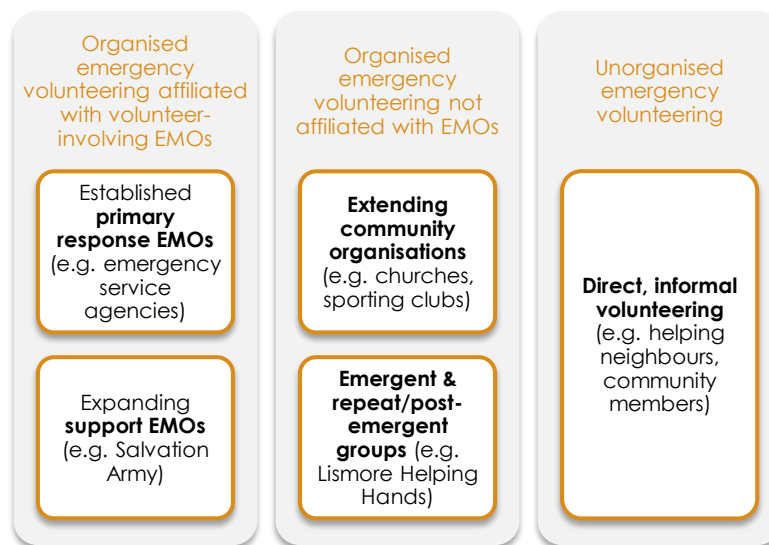 Organised
emergency
volunteering affiliated
with volunteer-
involving EMOs
Established
primary
response EMOs
(e.g. emergency
service
agencies)
Expanding
support EMOs
(e.g. Salvation
Army)
Organised
emergency
volunteering not
affiliated with EMOs
Extending
community
organisations
(e.g. churches,
sporting clubs)
Emergent &
repeat/post-
emergent
groups (e.g.
Lismore Helping
Hands)
Unorganised
emergency
volunteering
Direct, informal
volunteering
(e.g. helping
neighbours,
community
members)